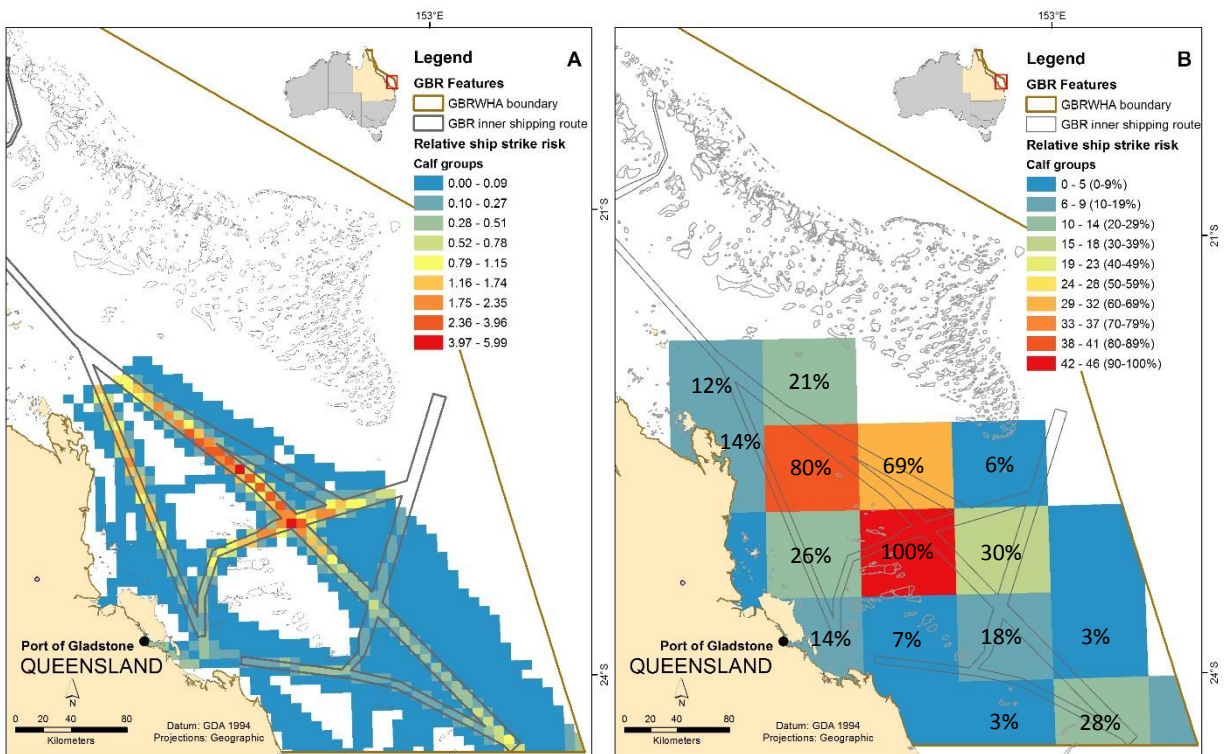 153°E
Legend
A
GBR Features
GBRWHA boundary
GBR inner shipping route
Relative ship strike risk
Calf groups
0.00 - 0.09
0.10 - 0.27
0.28 - 0.51
0.52 - 0.78
0.79 - 1.15
1.16 - 1.74
1.75 - 2.35
2.36 - 3.96
3.97 - 5.99
21°S
Port of Gladstone
QUEENSLAND
24°S
N
0 20 40 80
Kilometers
Datum: GDA 1994
Projections: Geographic
153°E
Legend
B
GBR Features
GBRWHA boundary
GBR inner shipping route
Relative ship strike risk
Calf groups
0 - 5 (0-9%)
6 - 9 (10-19%)
10 - 14 (20-29%)
15 - 18 (30-39%)
19 - 23 (40-49%)
24 - 28 (50-59%)
29 - 32 (60-69%)
33 - 37 (70-79%)
38 - 41 (80-89%)
42 - 46 (90-100%)
21°S
12% 21%
14% 80% 69% 6%
26% 100% 30%
14% 7% 18% 3%
3% 28%
Port of Gladstone
QUEENSLAND
24°S
N
0 20 40 80
Kilometers
Datum: GDA 1994
Projections: Geographic